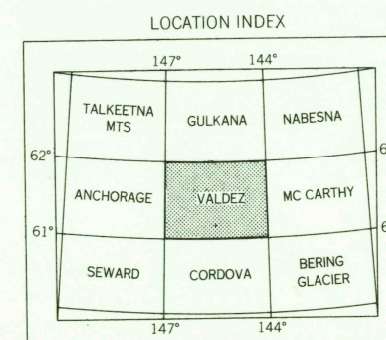 LOCATION INDEX
147° 144°
TALKEETNA
MTS
GULKANA
NABESNA
62°
ANCHORAGE
VALDEZ
MC CARTHY
61°
SEWARD
CORDOVA
BERING
GLACIER
147° 144°